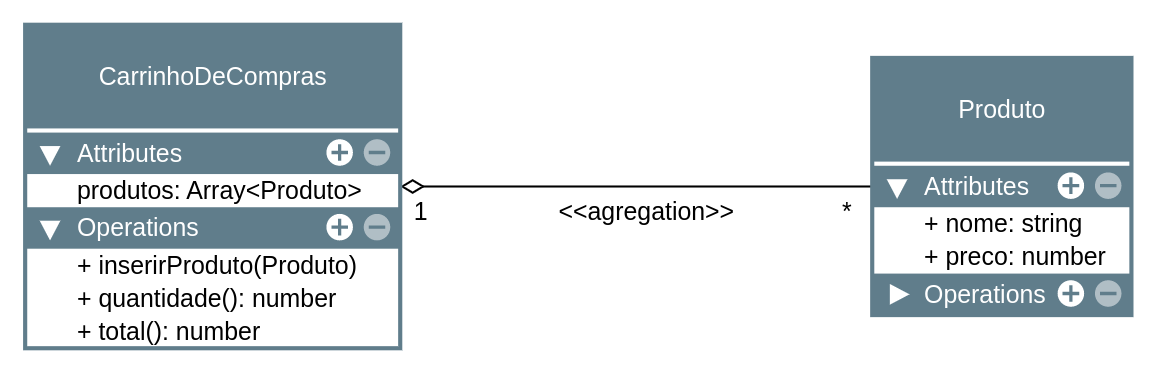 CarrinhoDeCompras
Attributes
produtos: Array<Produto>
Operations
+ inserirProduto(Produto)
+ quantidade(): number
+ total(): number
1
<<agregation>>
*
Produto
Attributes
+ nome: string
+ preco: number
Operations